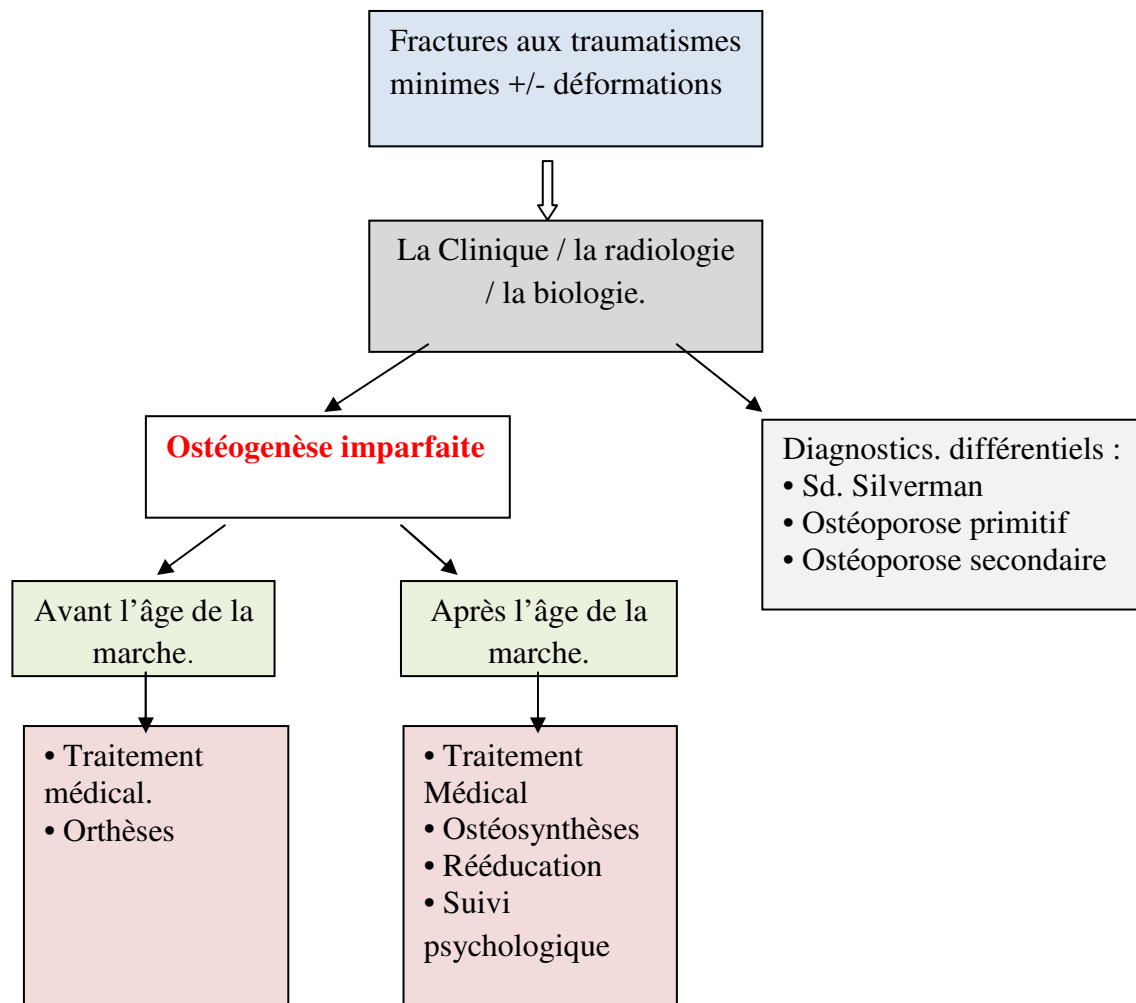 Fractures aux traumatismes
minimes +/- déformations
La Clinique / la radiologie
/ la biologie.
Ostéogenèse imparfaite
Diagnostics. différentiels :
• Sd. Silverman
• Ostéoporose primitif
• Ostéoporose secondaire
Avant l’âge de la
marche.
Après l’âge de la
marche.
• Traitement
médical.
• Orthèses
• Traitement
Médical
• Ostéosynthèses
• Rééducation
• Suivi
psychologique